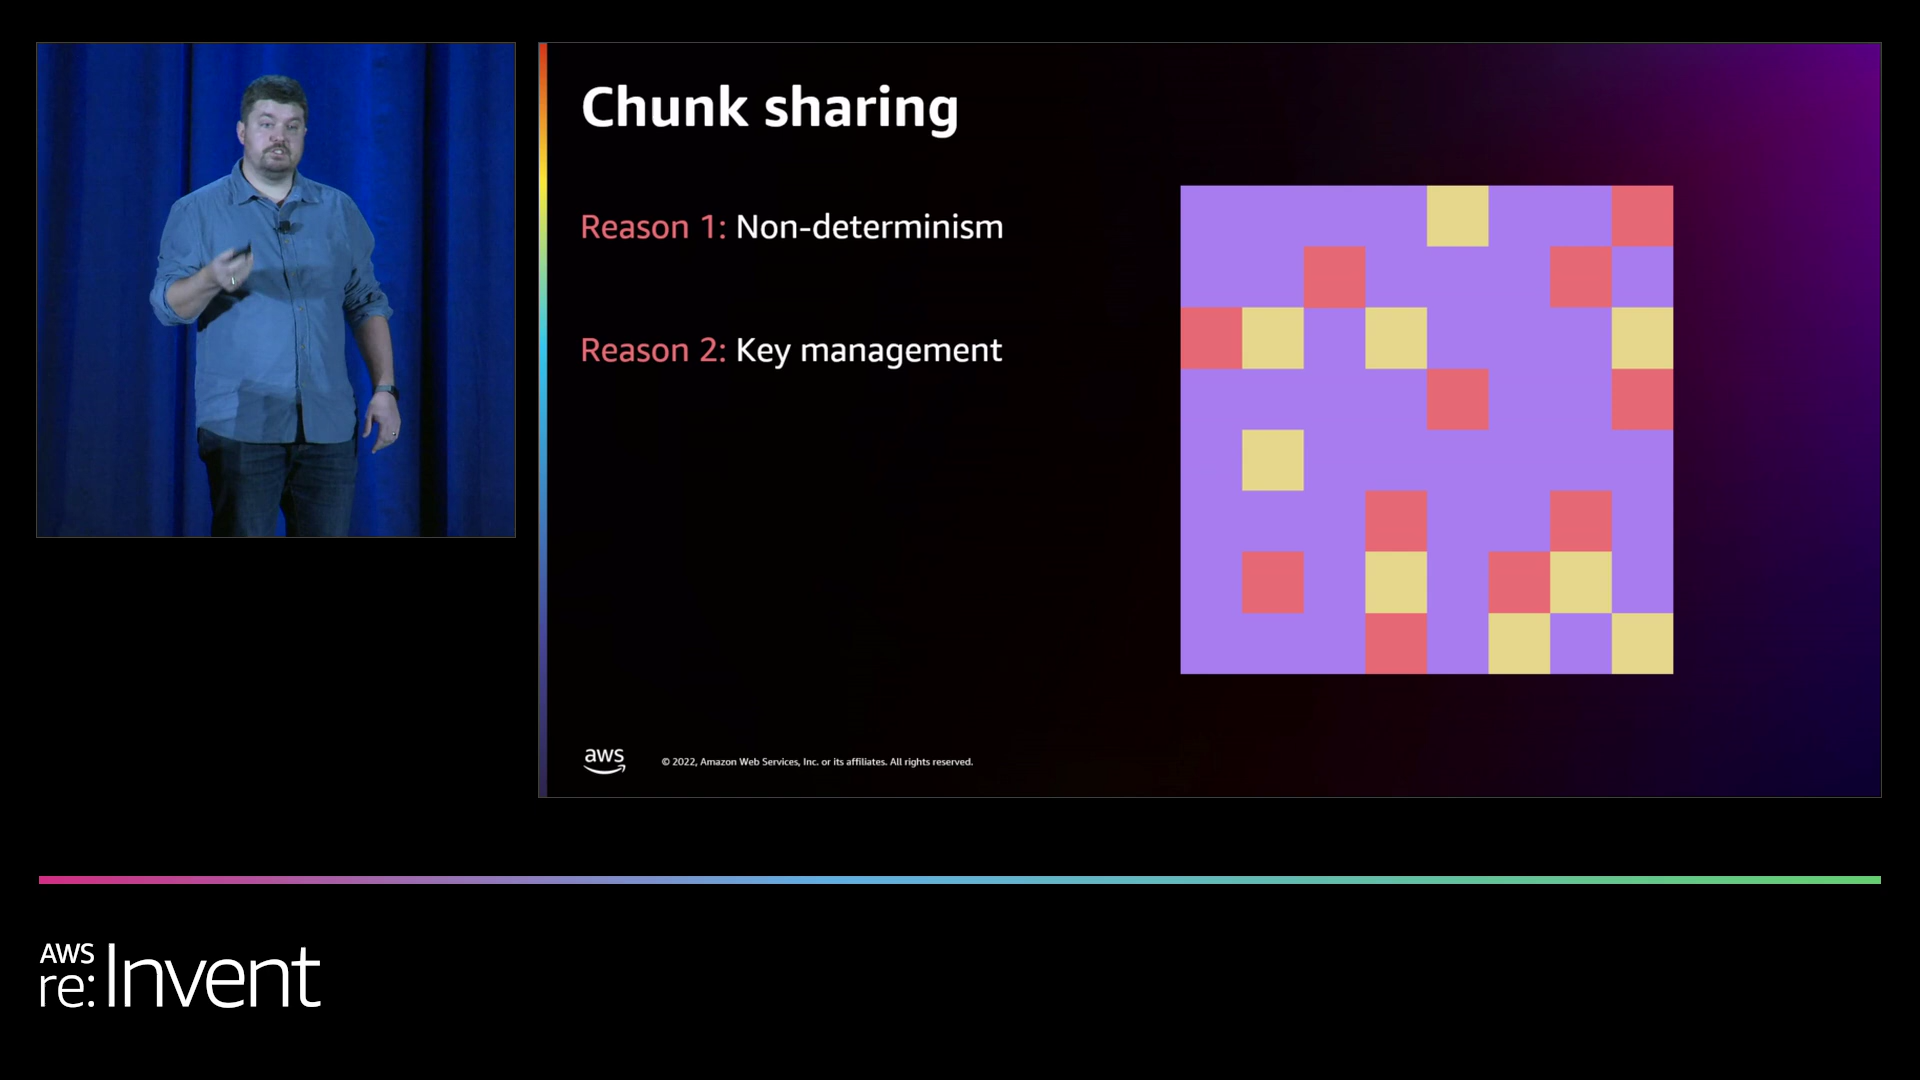 Chunk sharing
Reason 1: Non-determinism
Reason 2: Key management
aws
© 2022, Amazon Web Services, Inc. or its affiliates. All rights reserved.
AWS
re:Invent